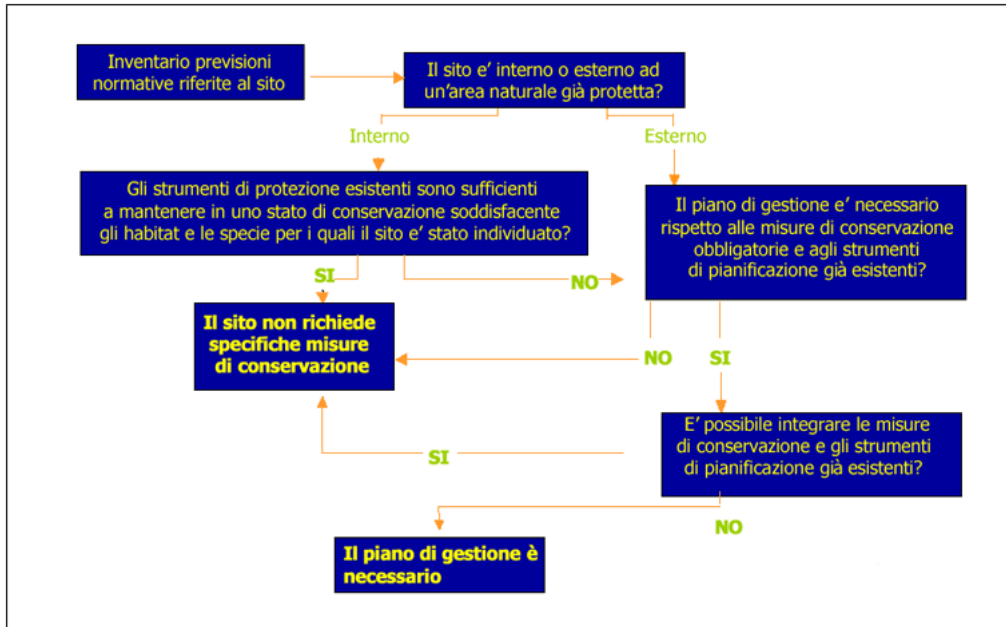 Inventario previsioni
normative riferite al sito
Il sito e’ interno o esterno ad
un’area naturale già protetta?
Interno
Esterno
Gli strumenti di protezione esistenti sono sufficienti
a mantenere in uno stato di conservazione soddisfacente
gli habitat e le specie per i quali il sito e’ stato individuato?
Il piano di gestione e’ necessario
rispetto alle misure di conservazione
obbligatorie e agli strumenti
di pianificazione già esistenti?
SI
NO
Il sito non richiede
specifiche misure
di conservazione
NO
SI
E’ possibile integrare le misure
di conservazione e gli strumenti
di pianificazione già esistenti?
SI
NO
Il piano di gestione è
necessario